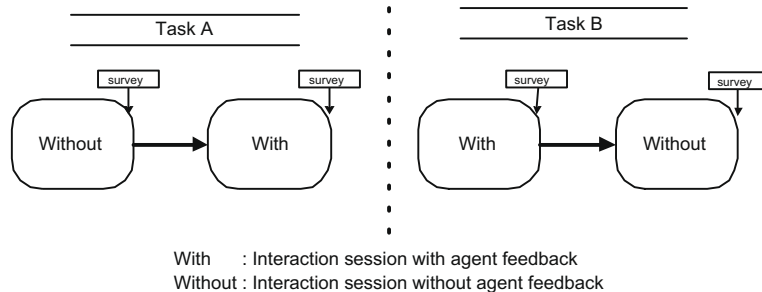 Task A
Task B
survey
survey
survey
survey
Without
With
With
Without
With : Interaction session with agent feedback
Without : Interaction session without agent feedback